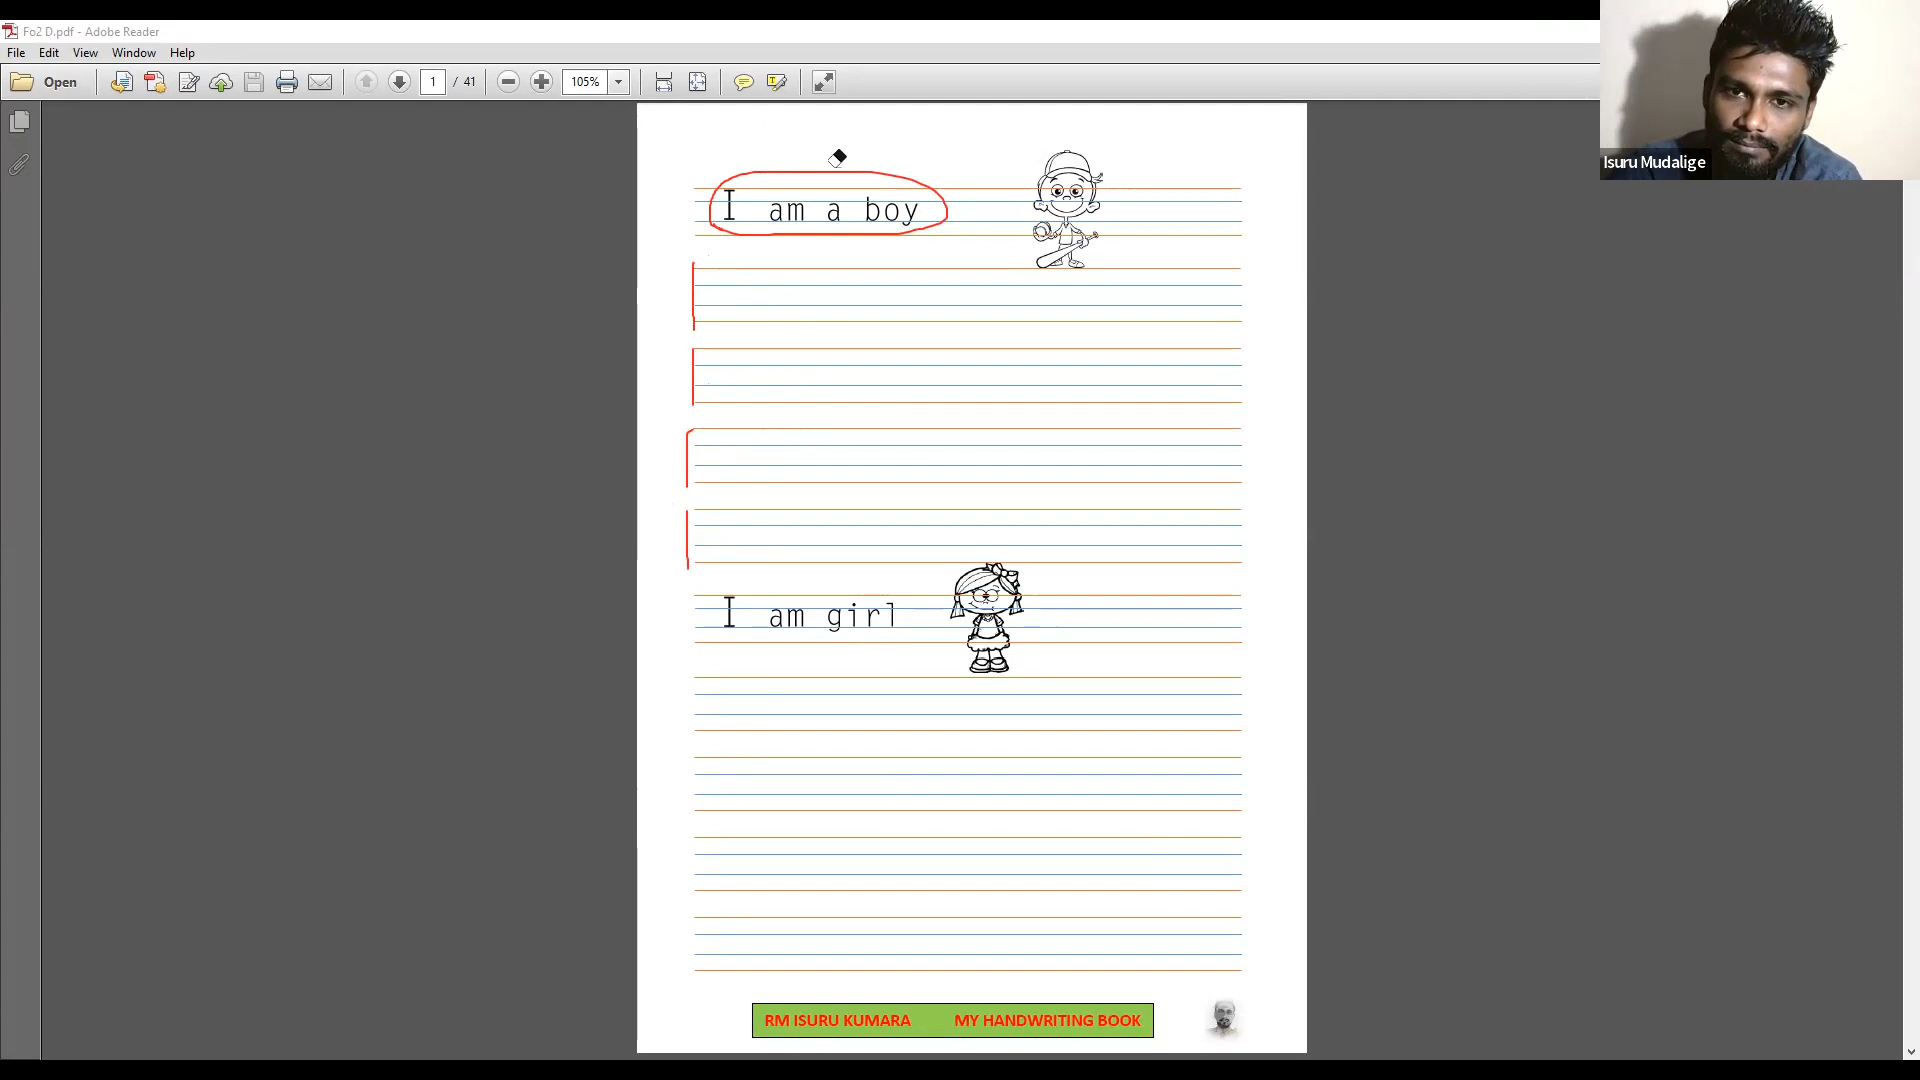 Fo2 D.pdf - Adobe Reader
File Edit View Window Help
Open 1 / 41 105%
Isuru Mudalige
I am a boy
I am girl
RM ISURU KUMARA MY HANDWRITING BOOK